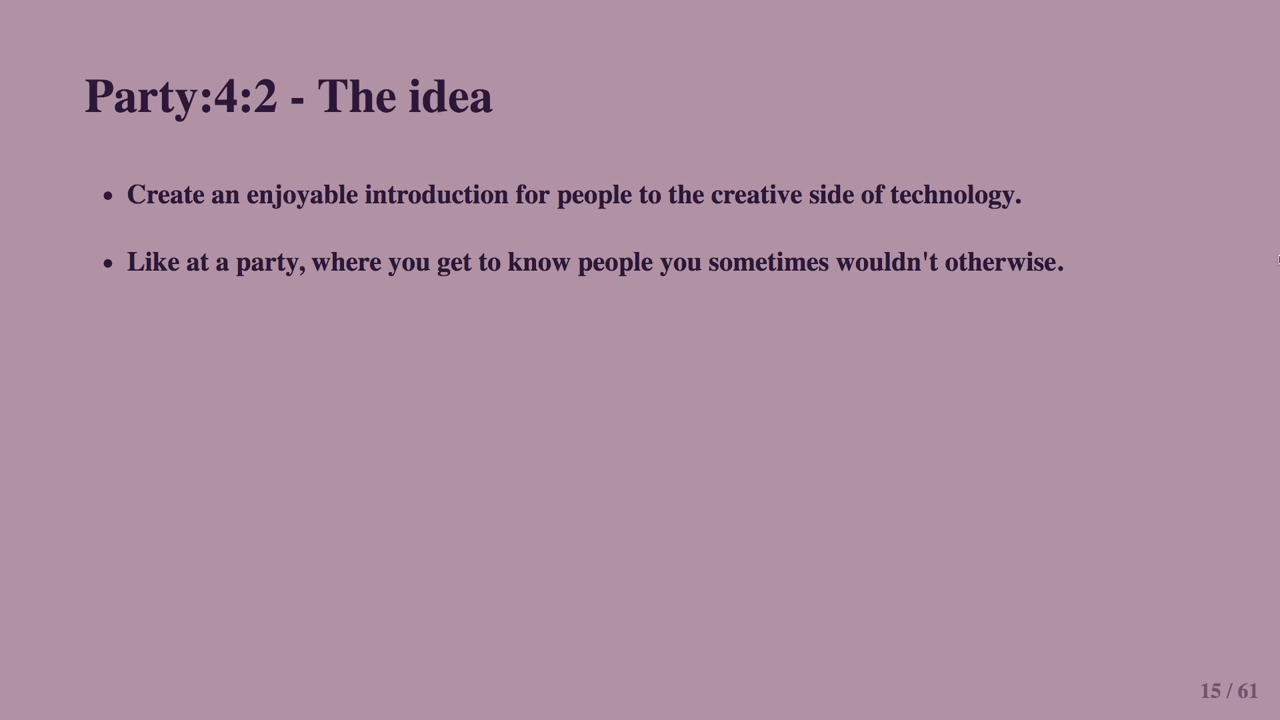 Party:4:2 - The idea
• Create an enjoyable introduction for people to the creative side of technology.
• Like at a party, where you get to know people you sometimes wouldn't otherwise.
15 / 61